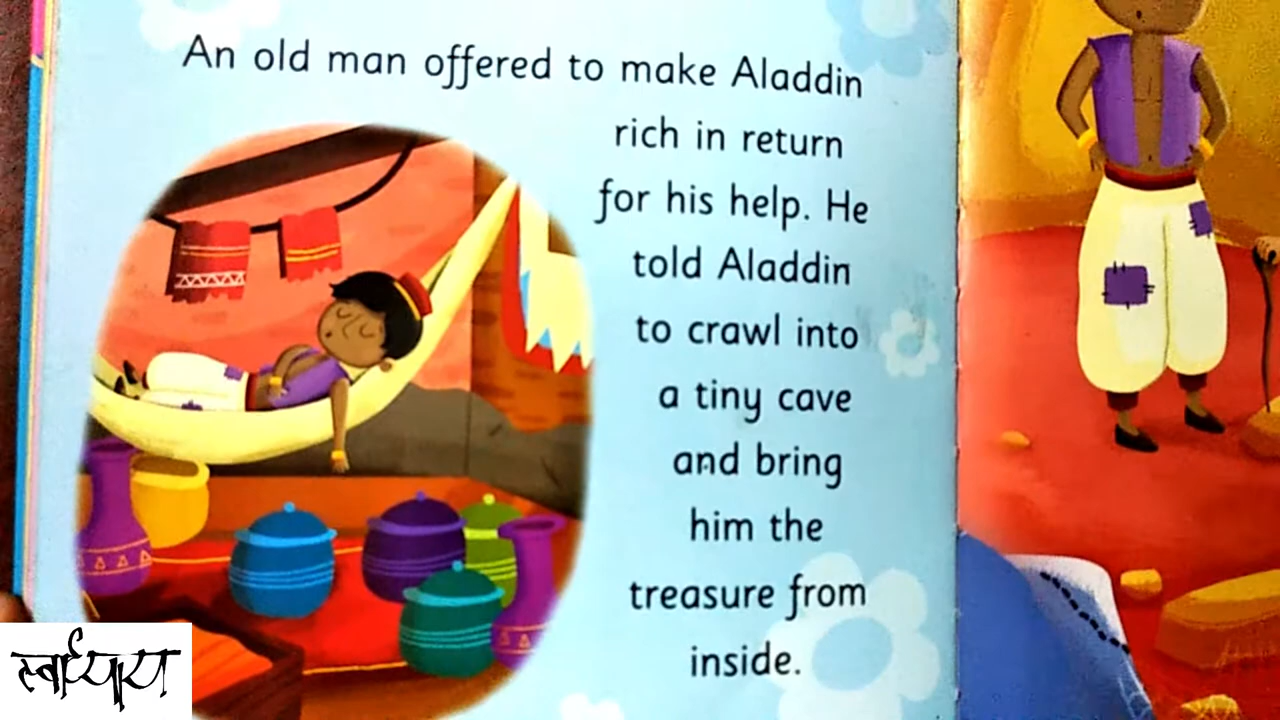 An old man offered to make Aladdin
rich in return
for his help. He
told Aladdin
to crawl into
a tiny cave
and bring
him the
treasure from
inside.
स्वाध्याय